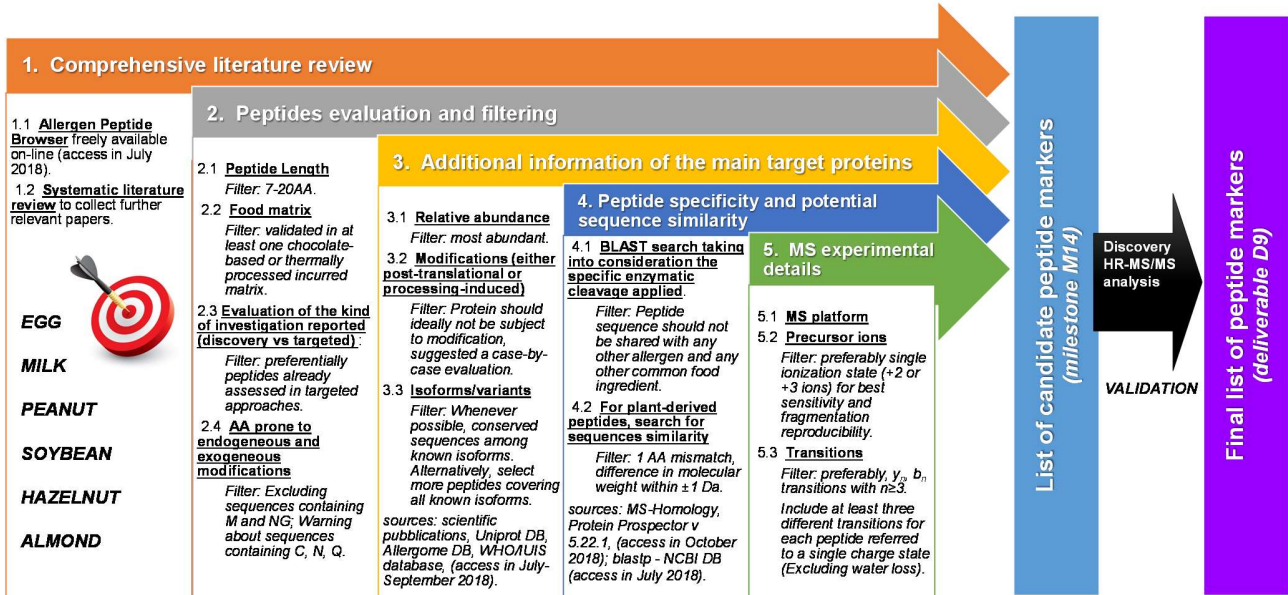 1. Comprehensive literature review
1.1 Allergen Peptide
Browser freely available
on-line (access in July
2018).
1.2 Systematic literature
review to collect further
relevant papers.
EGG
MILK
PEANUT
SOYBEAN
HAZELNUT
ALMOND
2. Peptides evaluation and filtering
2.1 Peptide Length
Filter: 7-20AA.
2.2 Food matrix
Filter: validated in at
least one chocolate-
based or thermally
processed incurred
matrix.
2.3 Evaluation of the kind
of investigation reported
(discovery vs targeted) :
Filter: preferentially
peptides already
assessed in targeted
approaches.
2.4 AA prone to
endogeneous and
exogeneous
modifications
Filter: Excluding
sequences containing
M and NG; Warning
about sequences
containing C, N, Q.
3. Additional information of the main target proteins
3.1 Relative abundance
Filter: most abundant.
3.2 Modifications (either
post-translational or
processing-induced)
Filter: Protein should
ideally not be subject
to modification,
suggested a case-by-
case evaluation.
3.3 Isoforms/variants
Filter: Whenever
possible, conserved
sequences among
known isoforms.
Alternatively, select
more peptides covering
all known isoforms.
sources: scientific
pubblications, Uniprot DB,
Allergome DB, WHO/IUIS
database, (access in July-
September 2018).
4. Peptide specificity and potential
sequence similarity
4.1 BLAST search taking
into consideration the
specific enzymatic
cleavage applied.
Filter: Peptide
sequence should not
be shared with any
other allergen and any
other common food
ingredient.
4.2 For plant-derived
peptides, search for
sequences similarity
Filter: 1 AA mismatch,
difference in molecular
weight within ± 1 Da.
sources: MS-Homology,
Protein Prospector v
5.22.1, (access in October
2018); blastp - NCBI DB
(access in July 2018).
5. MS experimental
details
5.1 MS platform
5.2 Precursor ions
Filter: preferably single
ionization state (+2 or
+3 ions) for best
sensitivity and
fragmentation
reproducibility.
5.3 Transitions
Filter: preferably, yn, bn
transitions with n≥3.
Include at least three
different transitions for
each peptide referred
to a single charge state
(Excluding water loss).
List of candidate peptide markers
(milestone M14)
Discovery
HR-MS/MS
analysis
VALIDATION
Final list of peptide markers
(deliverable D9)